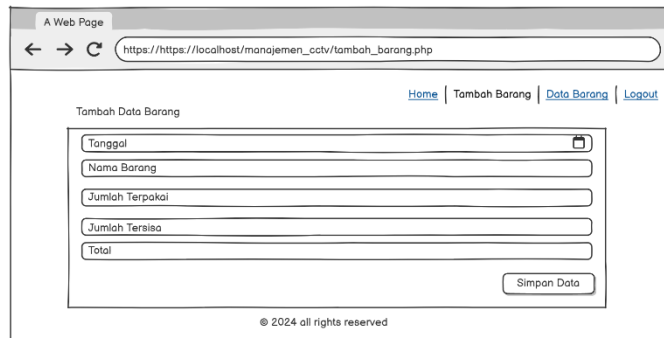 A Web Page
https://https://localhost/manajemen_cctv/tambah_barang.php
Home Tambah Barang Data Barang Logout
Tambah Data Barang
Tanggal
Nama Barang
Jumlah Terpakai
Jumlah Tersisa
Total
Simpan Data
© 2024 all rights reserved